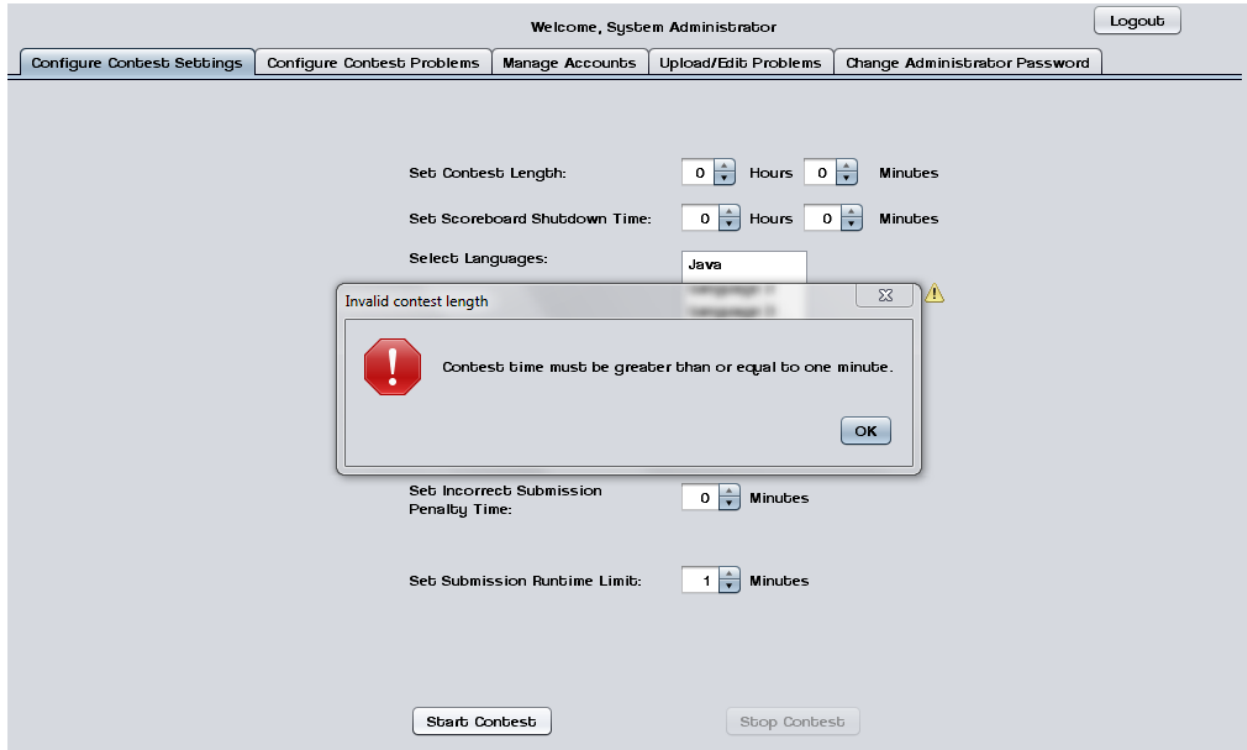 Welcome, System Administrator
Logout
Configure Contest Settings Configure Contest Problems Manage Accounts Upload/Edit Problems Change Administrator Password
Set Contest Length: 0 Hours 0 Minutes
Set Scoreboard Shutdown Time: 0 Hours 0 Minutes
Select Languages: Java
Invalid contest length
Contest time must be greater than or equal to one minute.
OK
Set Incorrect Submission
Penalty Time: 0 Minutes
Set Submission Runtime Limit: 1 Minutes
Start Contest Stop Contest